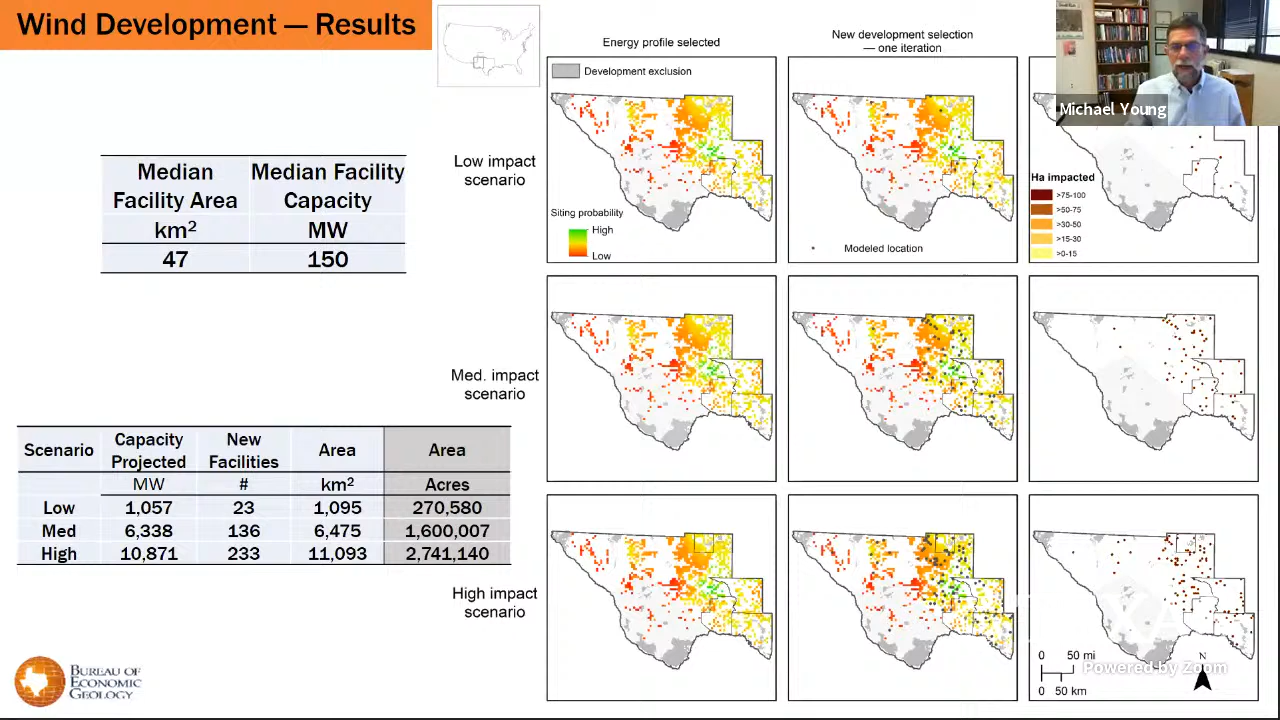 Wind Development — Results
Energy profile selected
New development selection
— one iteration
Michael Young
Development exclusion
Low impact
scenario
Siting probability
High
Low
Modeled location
Ha impacted
>75-100
>50-75
>30-50
>15-30
>0-15
Median Facility Area Median Facility Capacity
km² MW
47 150
Med. impact
scenario
Scenario Capacity Projected New Facilities Area Area
MW # km² Acres
Low 1,057 23 1,095 270,580
Med 6,338 136 6,475 1,600,007
High 10,871 233 11,093 2,741,140
High impact
scenario
BUREAU OF
ECONOMIC
GEOLOGY
0 50 mi
0 50 km
N
Powered by Zoom